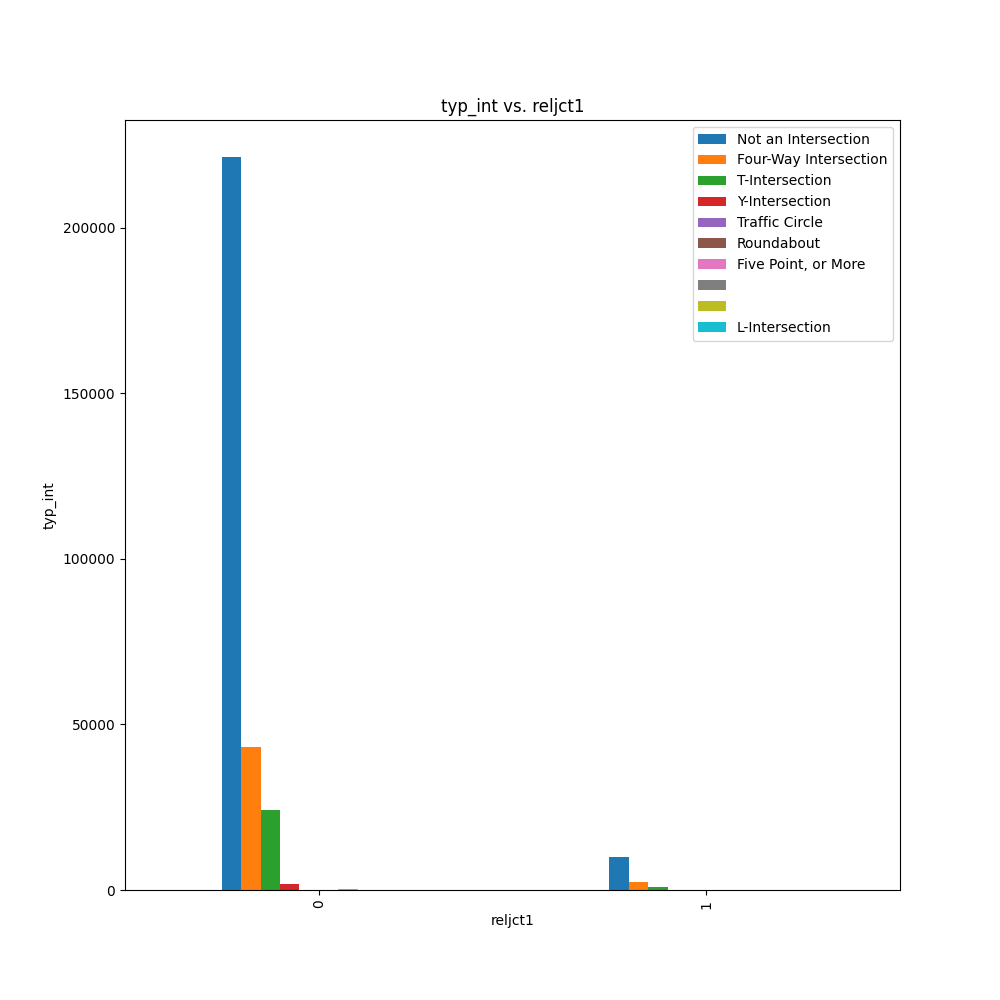 typ_int vs. reljct1
Not an Intersection
Four-Way Intersection
T-Intersection
Y-Intersection
Traffic Circle
Roundabout
Five Point, or More
L-Intersection
200000
150000
100000
50000
0
typ_int
0
1
reljct1